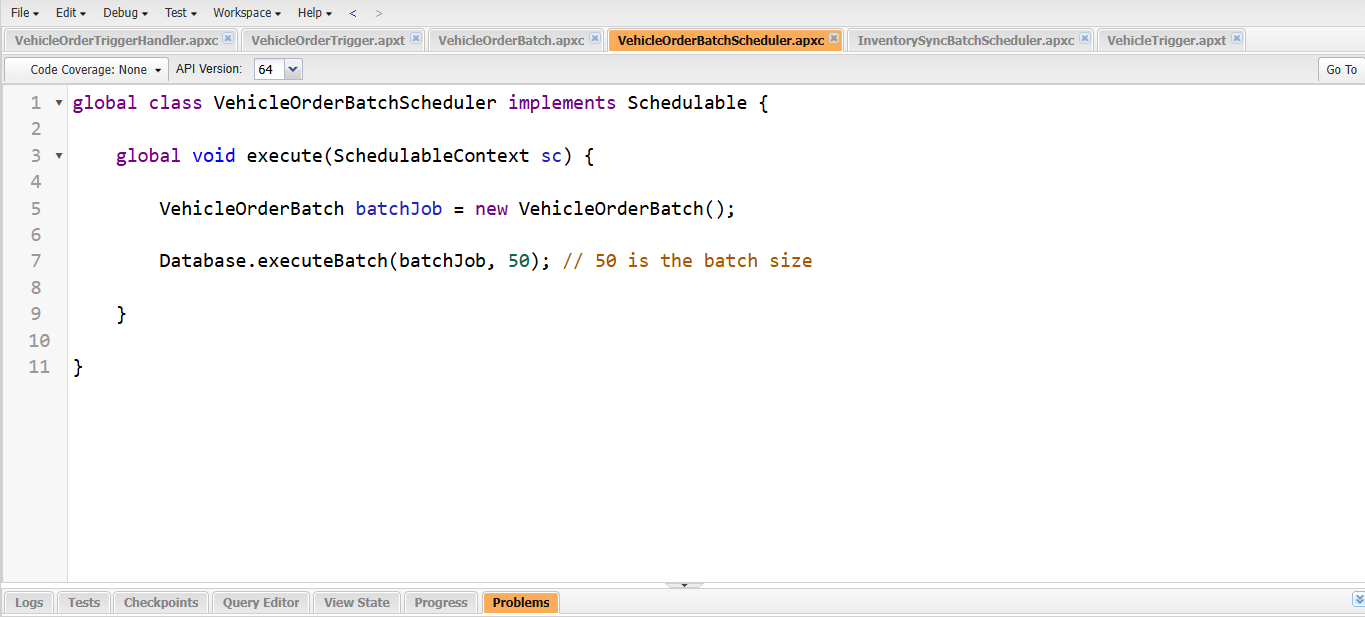 File Edit Debug Test Workspace Help < >
VehicleOrderTriggerHandler.apxc VehicleOrderTrigger.apxt VehicleOrderBatch.apxc VehicleOrderBatchScheduler.apxc InventorySyncBatchScheduler.apxc VehicleTrigger.apxt
Code Coverage: None API Version: 64 Go To
1 global class VehicleOrderBatchScheduler implements Schedulable {
2
3 global void execute(SchedulableContext sc) {
4
5 VehicleOrderBatch batchJob = new VehicleOrderBatch();
6
7 Database.executeBatch(batchJob, 50); // 50 is the batch size
8
9 }
10
11 }
Logs Tests Checkpoints Query Editor View State Progress Problems